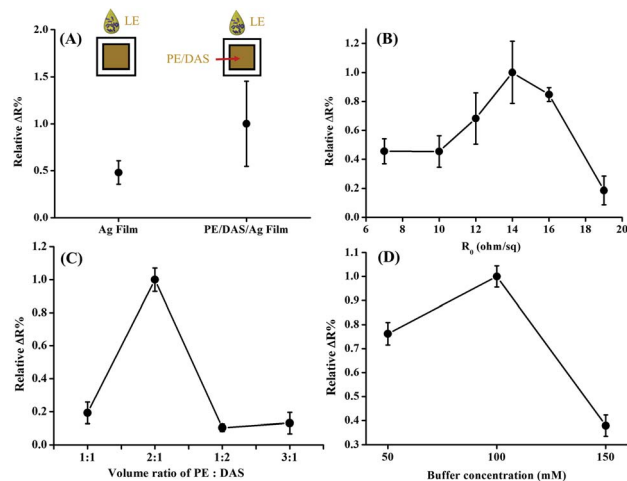 (A)
LE
LE
PE/DAS
Relative ΔR%
2.0
1.5
1.0
0.5
0.0
Ag Film
PE/DAS/Ag Film
(B)
Relative ΔR%
1.2
1.0
0.8
0.6
0.4
0.2
0.0
6 8 10 12 14 16 18 20
R0 (ohm/sq)
(C)
Relative ΔR%
1.2
1.0
0.8
0.6
0.4
0.2
0.0
1:1 2:1 1:2 3:1
Volume ratio of PE : DAS
(D)
Relative ΔR%
1.1
1.0
0.9
0.8
0.7
0.6
0.5
0.4
0.3
50 100 150
Buffer concentration (mM)